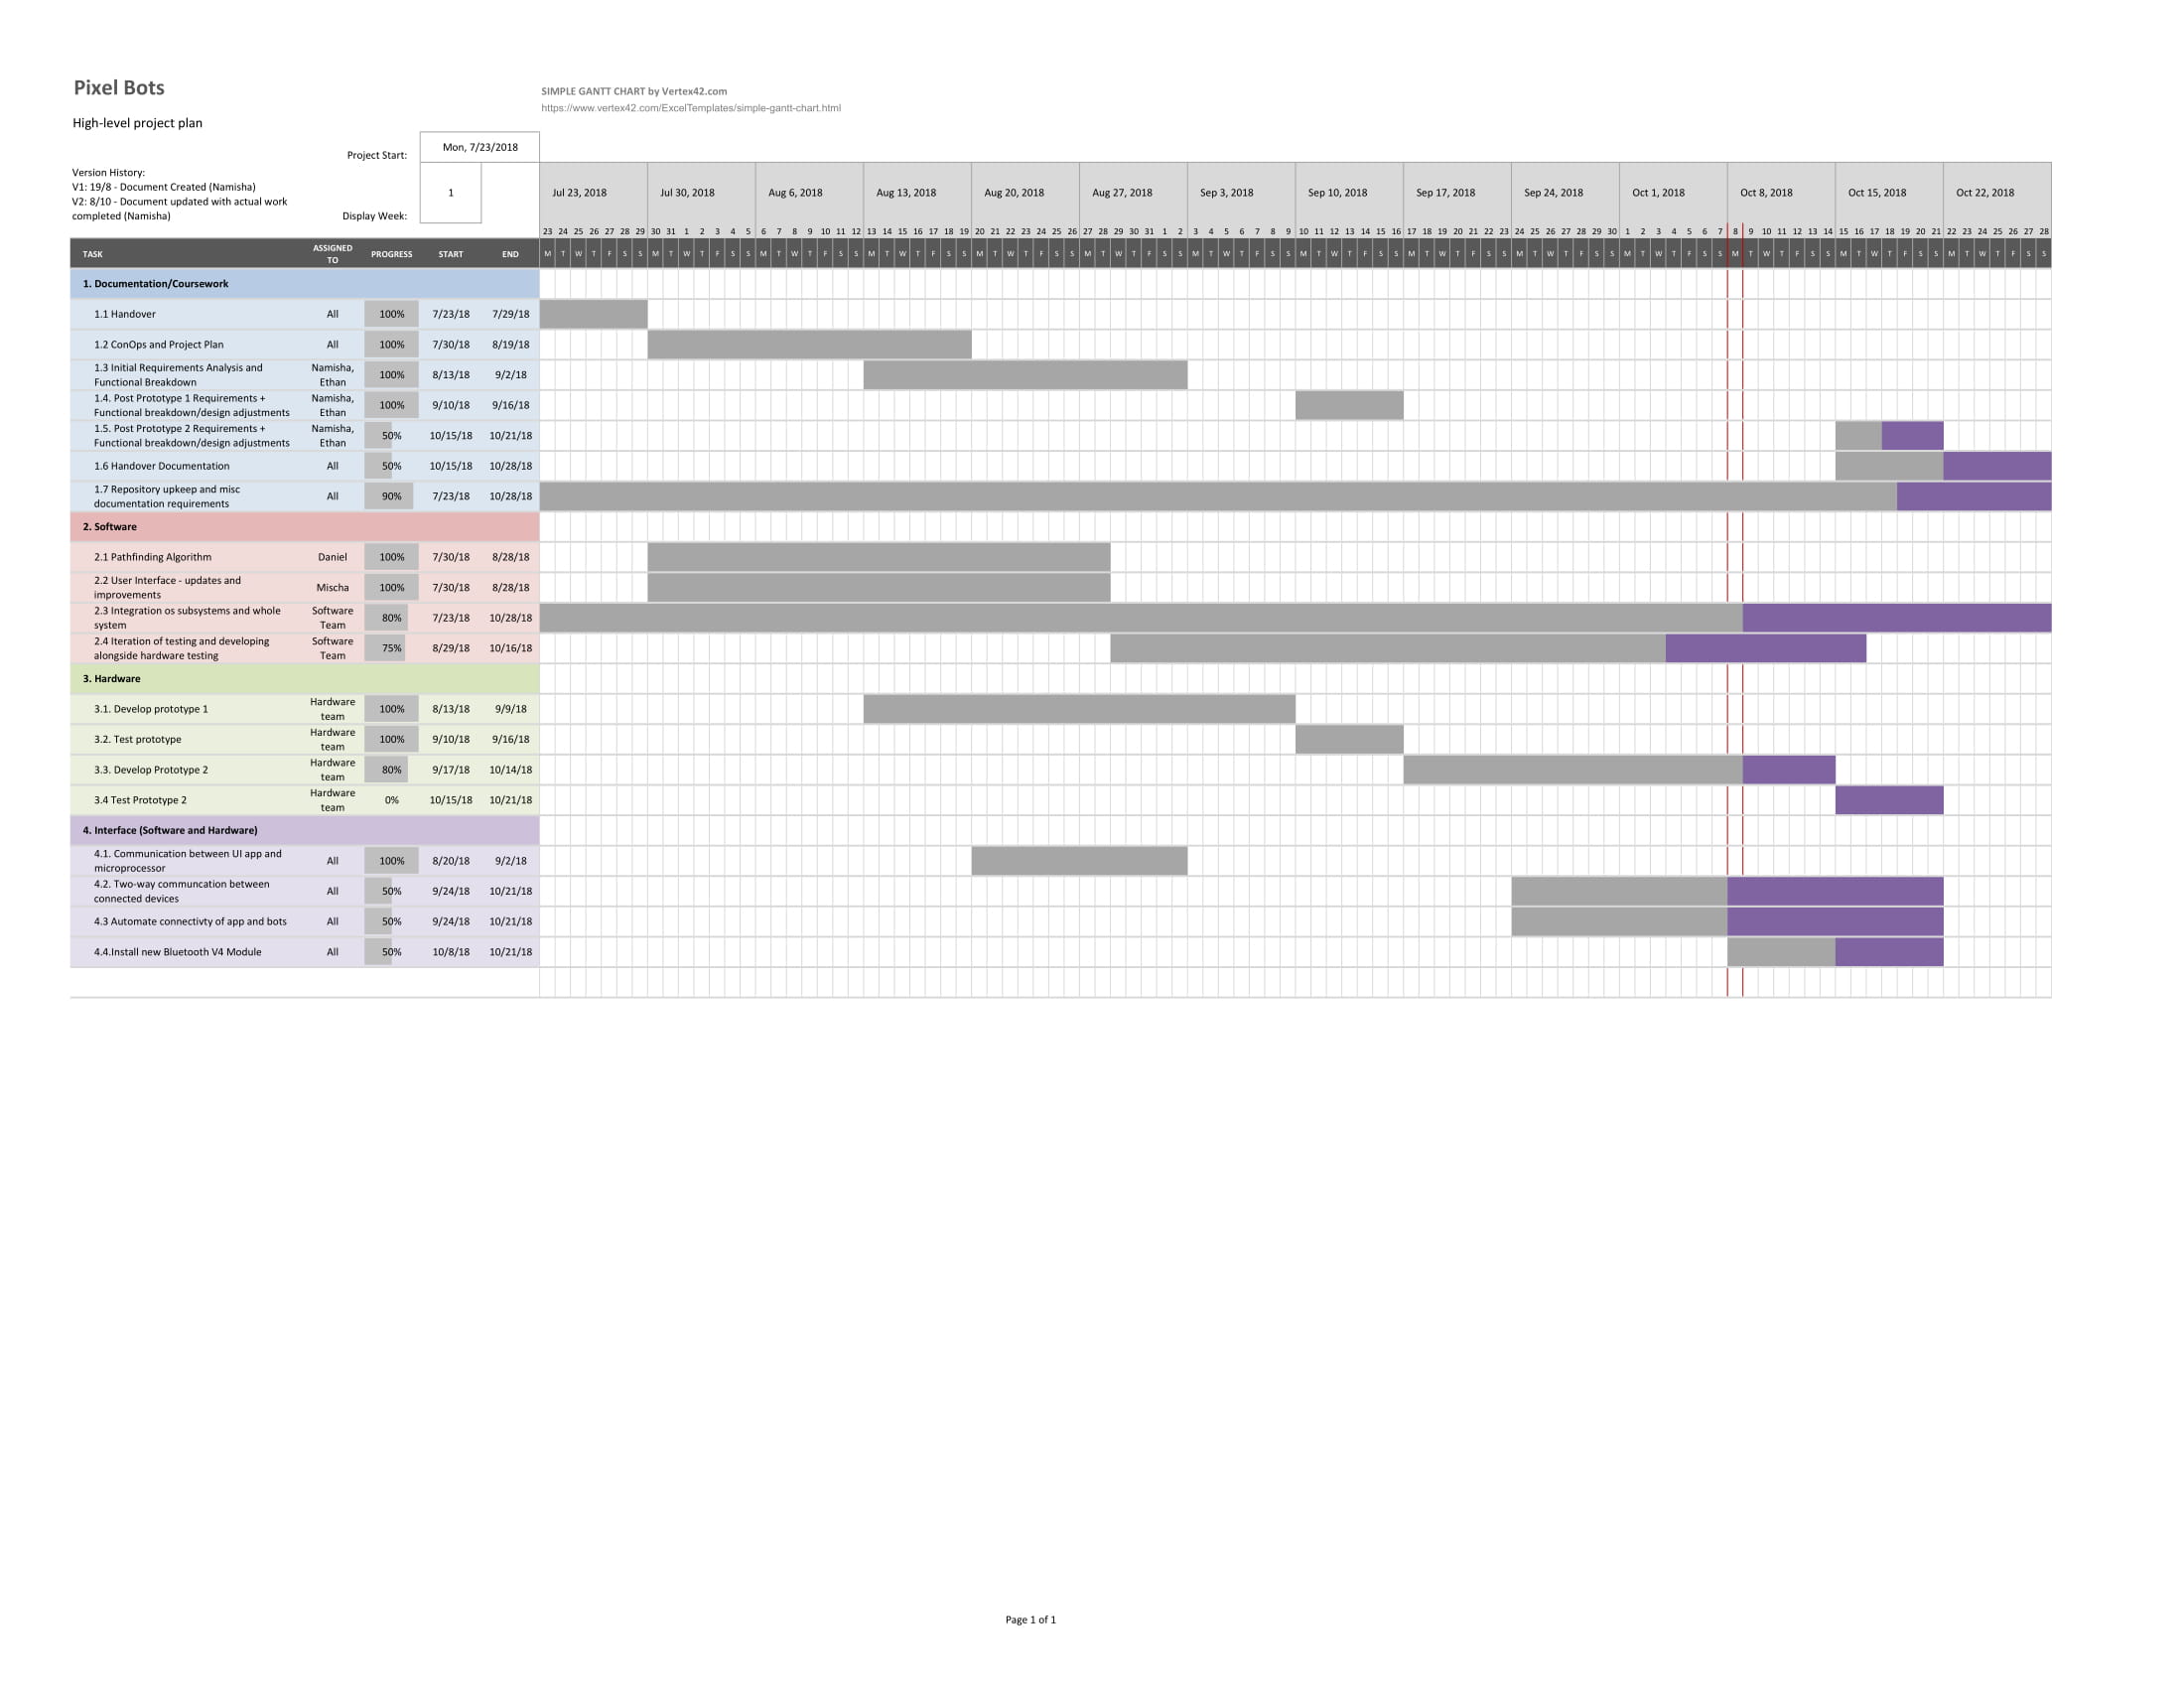 Pixel Bots
SIMPLE GANTT CHART by Vertex42.com
https://www.vertex42.com/ExcelTemplates/simple-gantt-chart.html
High-level project plan
Project Start:
Mon, 7/23/2018
Version History:
V1: 19/8 - Document Created (Namisha)
V2: 8/10 - Document updated with actual work
completed (Namisha)
Display Week:
1
Jul 23, 2018 Jul 30, 2018 Aug 6, 2018 Aug 13, 2018 Aug 20, 2018 Aug 27, 2018 Sep 3, 2018 Sep 10, 2018 Sep 17, 2018 Sep 24, 2018 Oct 1, 2018 Oct 8, 2018 Oct 15, 2018 Oct 22, 2018
23 24 25 26 27 28 29 30 31 1 2 3 4 5 6 7 8 9 10 11 12 13 14 15 16 17 18 19 20 21 22 23 24 25 26 27 28 29 30 31 1 2 3 4 5 6 7 8 9 10 11 12 13 14 15 16 17 18 19 20 21 22 23 24 25 26 27 28 29 30 1 2 3 4 5 6 7 8 9 10 11 12 13 14 15 16 17 18 19 20 21 22 23 24 25 26 27 28
TASK ASSIGNED TO PROGRESS START END M T W T F S S M T W T F S S M T W T F S S M T W T F S S M T W T F S S M T W T F S S M T W T F S S M T W T F S S M T W T F S S M T W T F S S M T W T F S S M T W T F S S M T W T F S S M T W T F S S
1. Documentation/Coursework
1.1 Handover All 100% 7/23/18 7/29/18
1.2 ConOps and Project Plan All 100% 7/30/18 8/19/18
1.3 Initial Requirements Analysis and
Functional Breakdown
Namisha,
Ethan
100% 8/13/18 9/2/18
1.4. Post Prototype 1 Requirements +
Functional breakdown/design adjustments
Namisha,
Ethan
100% 9/10/18 9/16/18
1.5. Post Prototype 2 Requirements +
Functional breakdown/design adjustments
Namisha,
Ethan
50% 10/15/18 10/21/18
1.6 Handover Documentation All 50% 10/15/18 10/28/18
1.7 Repository upkeep and misc
documentation requirements
All 90% 7/23/18 10/28/18
2. Software
2.1 Pathfinding Algorithm Daniel 100% 7/30/18 8/28/18
2.2 User Interface - updates and
improvements
Mischa 100% 7/30/18 8/28/18
2.3 Integration os subsystems and whole
system
Software
Team
80% 7/23/18 10/28/18
2.4 Iteration of testing and developing
alongside hardware testing
Software
Team
75% 8/29/18 10/16/18
3. Hardware
3.1. Develop prototype 1
Hardware
team
100% 8/13/18 9/9/18
3.2. Test prototype
Hardware
team
100% 9/10/18 9/16/18
3.3. Develop Prototype 2
Hardware
team
80% 9/17/18 10/14/18
3.4 Test Prototype 2
Hardware
team
0% 10/15/18 10/21/18
4. Interface (Software and Hardware)
4.1. Communication between UI app and
microprocessor
All 100% 8/20/18 9/2/18
4.2. Two-way communcation between
connected devices
All 50% 9/24/18 10/21/18
4.3 Automate connectivty of app and bots All 50% 9/24/18 10/21/18
4.4.Install new Bluetooth V4 Module All 50% 10/8/18 10/21/18
Page 1 of 1